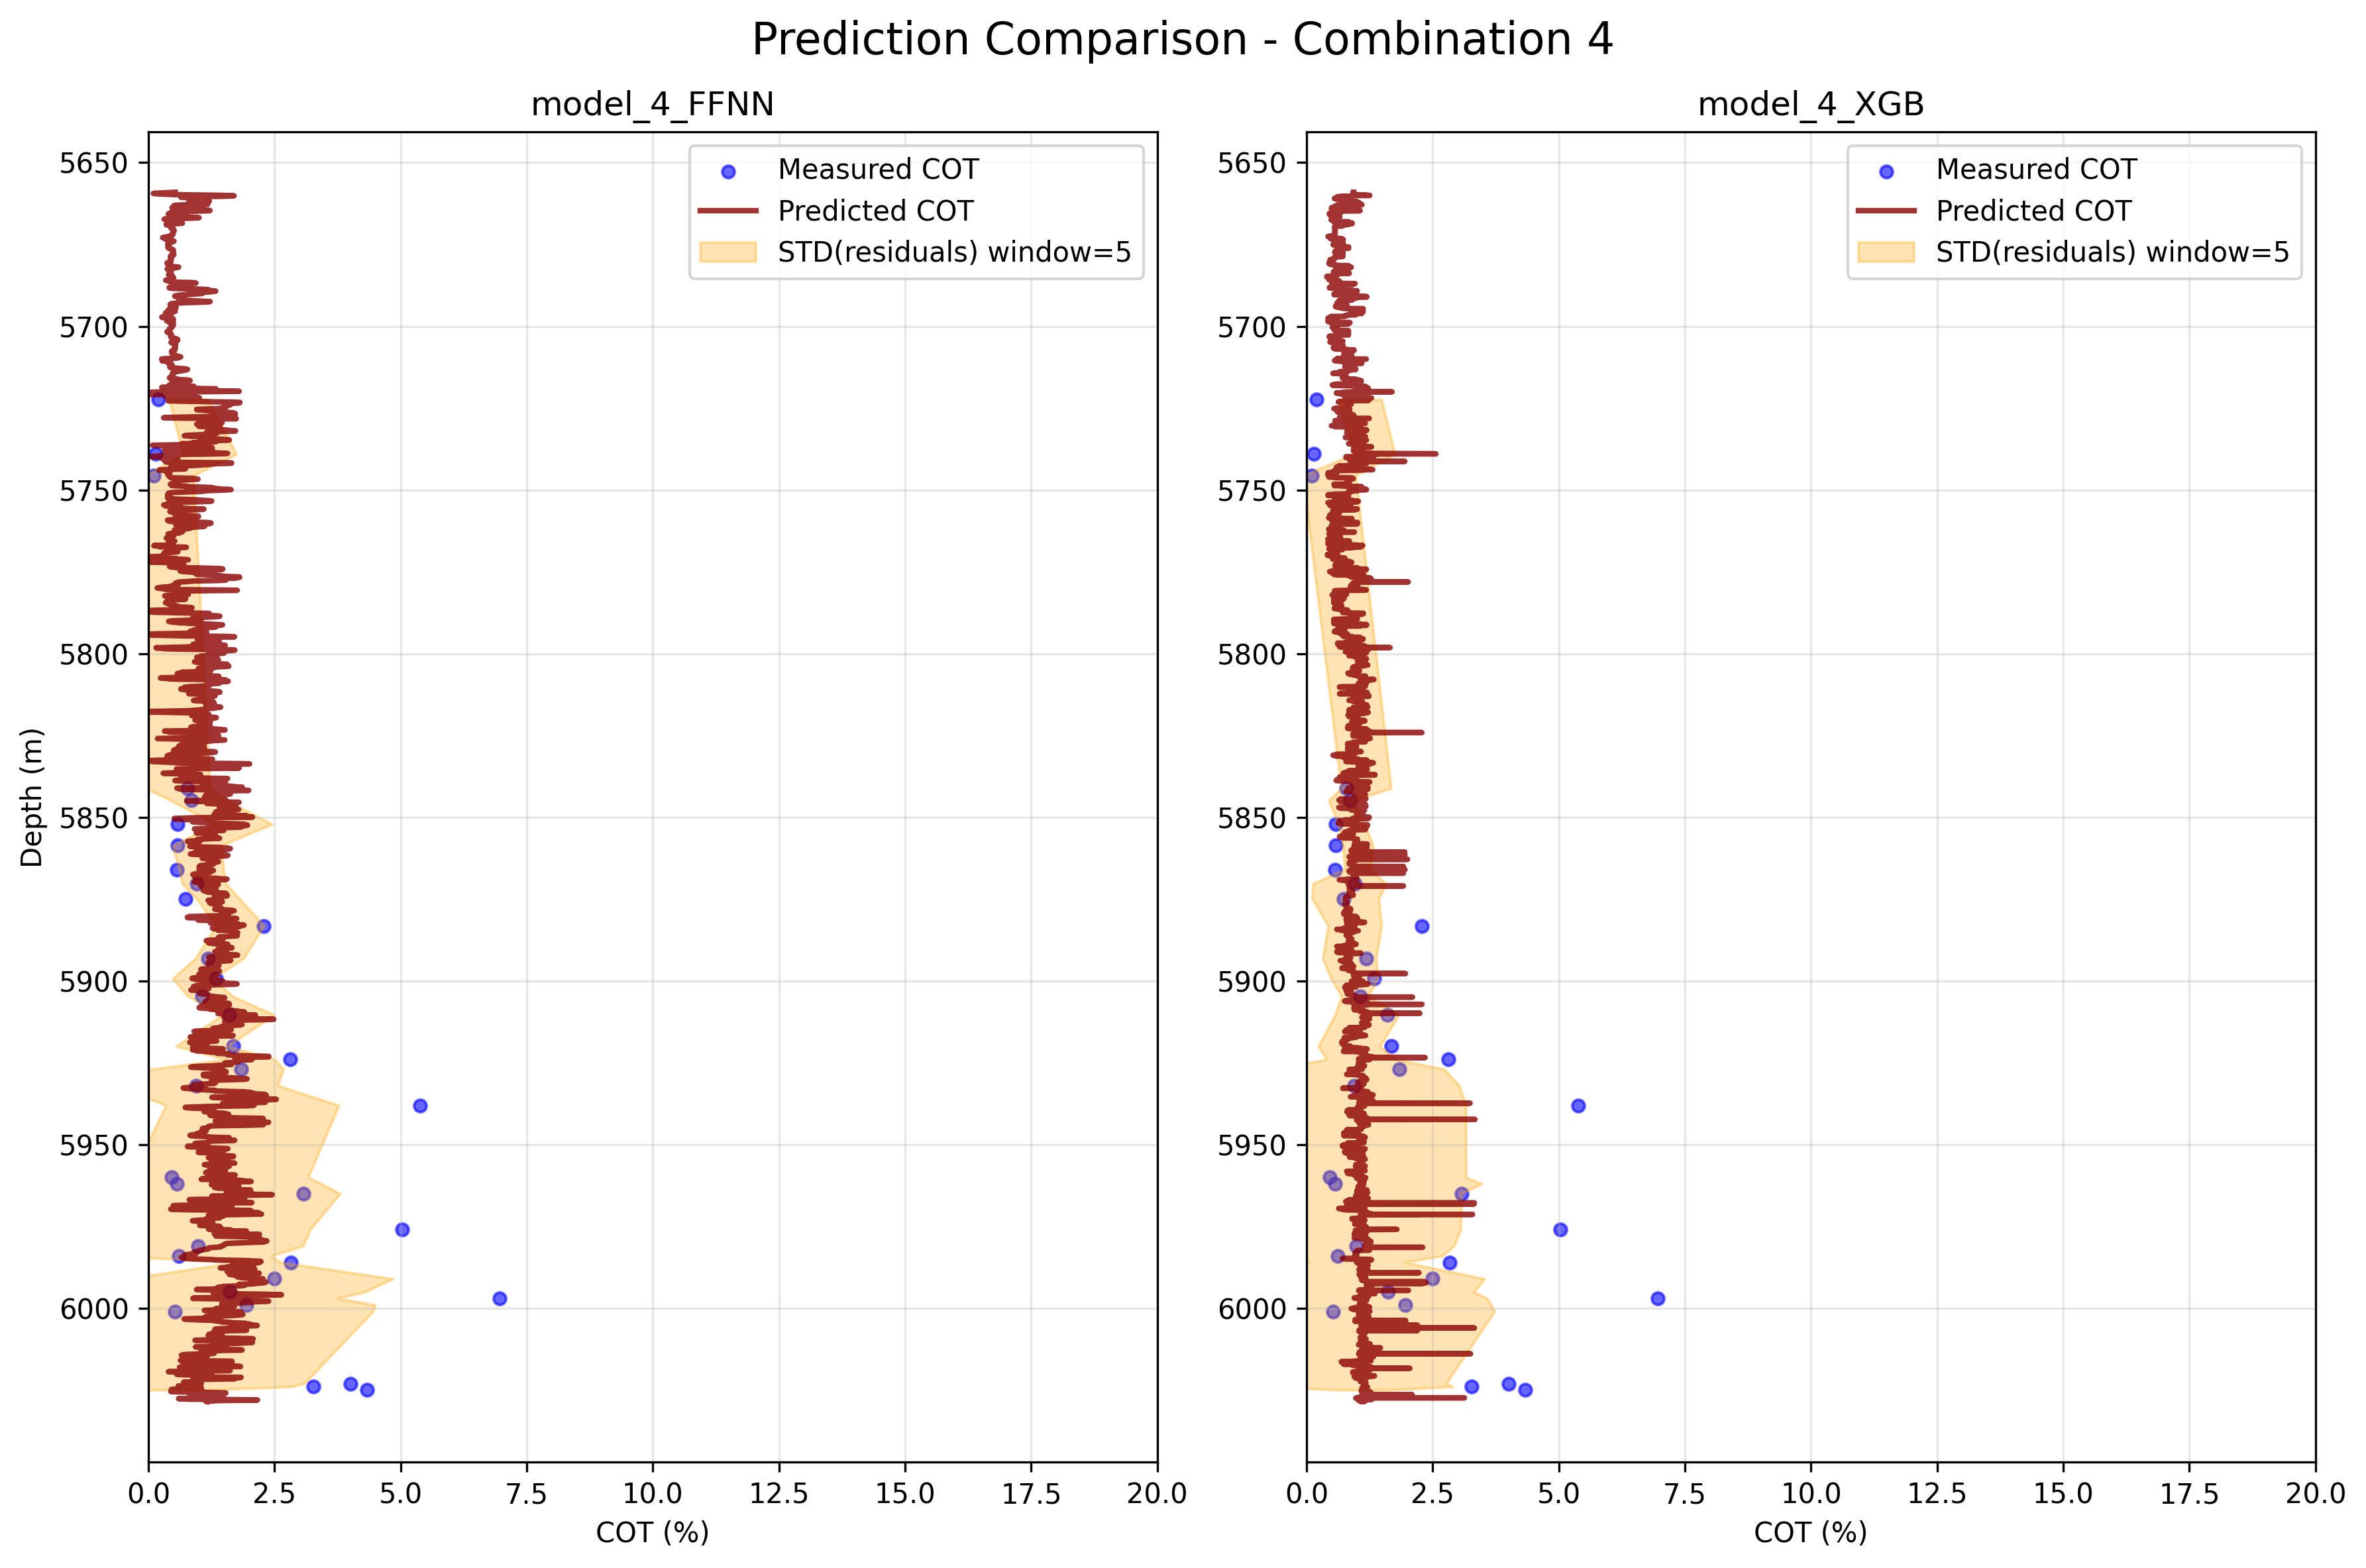 Prediction Comparison - Combination 4
model_4_FFNN
Measured COT
Predicted COT
STD(residuals) window=5
5650
5700
5750
5800
5850
5900
5950
6000
Depth (m)
0.0 2.5 5.0 7.5 10.0 12.5 15.0 17.5 20.0
COT (%)
model_4_XGB
Measured COT
Predicted COT
STD(residuals) window=5
5650
5700
5750
5800
5850
5900
5950
6000
0.0 2.5 5.0 7.5 10.0 12.5 15.0 17.5 20.0
COT (%)